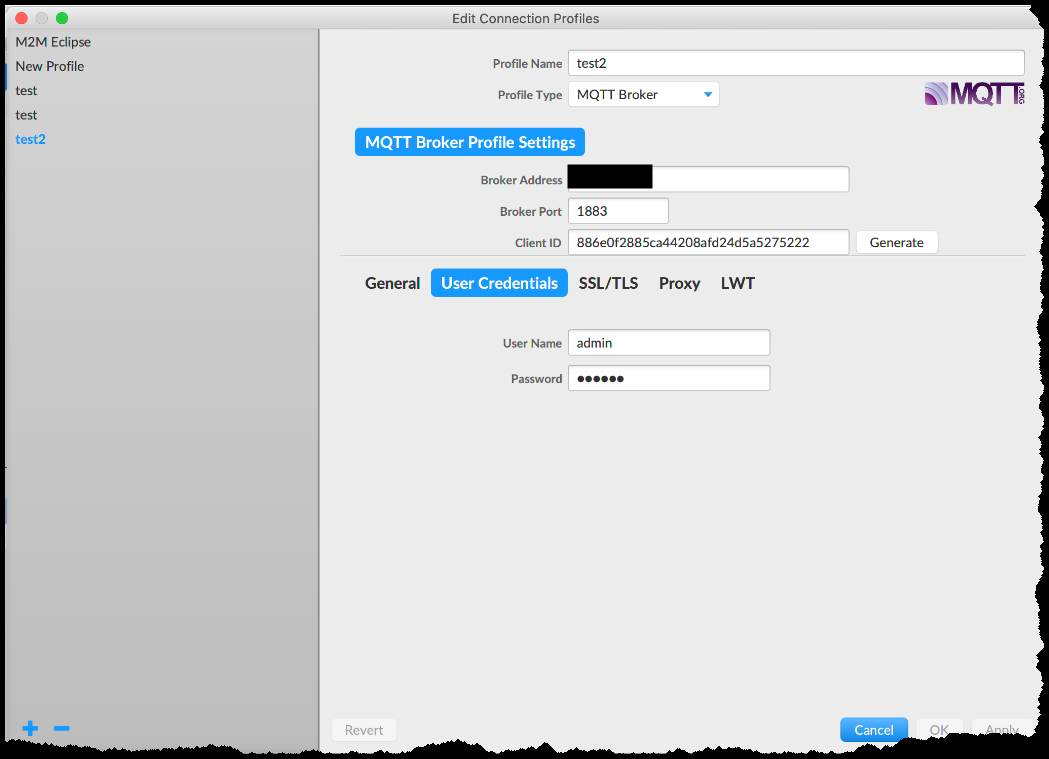 Edit Connection Profiles
M2M Eclipse
New Profile
test
test
test2
Profile Name test2
Profile Type MQTT Broker
MQTT.ORG
MQTT Broker Profile Settings
Broker Address
Broker Port 1883
Client ID 886e0f2885ca44208afd24d5a5275222 Generate
General User Credentials SSL/TLS Proxy LWT
User Name admin
Password ●●●●●●
Revert Cancel OK Apply